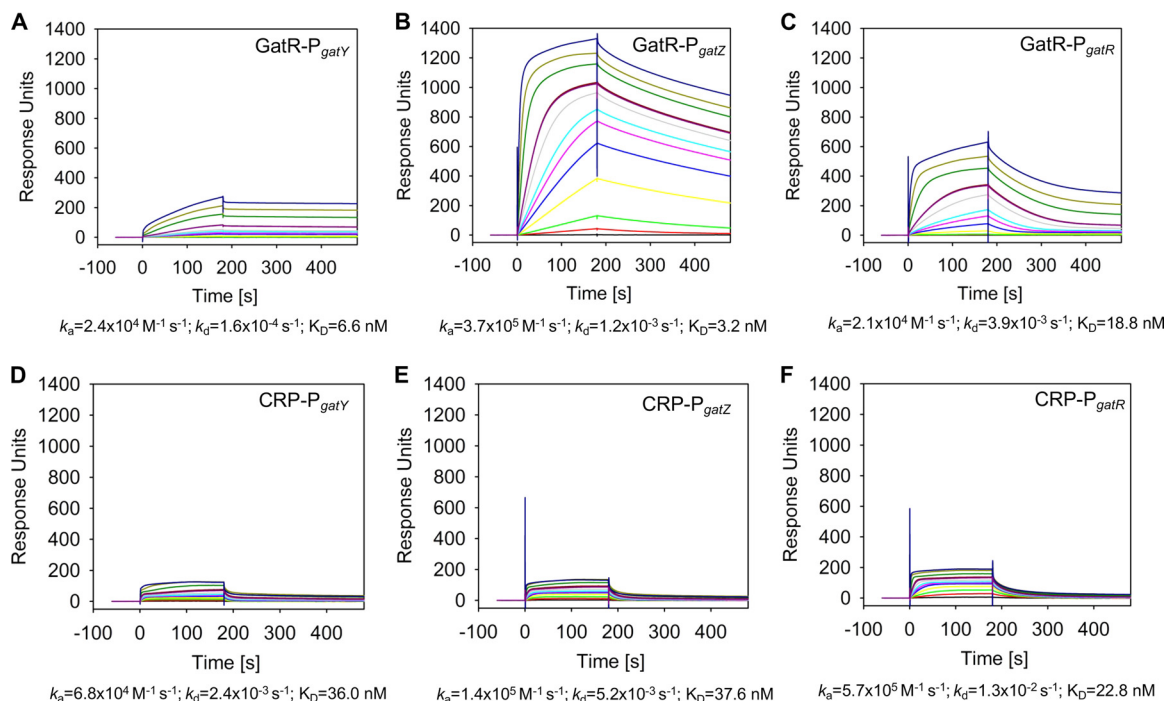 A
GatR-PgatY
1400
1200
1000
800
600
400
200
0
Response Units
-100 0 100 200 300 400
Time [s]
ka=2.4x10⁴ M⁻¹ s⁻¹; kd=1.6x10⁻⁴ s⁻¹; KD=6.6 nM
B
GatR-PgatZ
1400
1200
1000
800
600
400
200
0
Response Units
-100 0 100 200 300 400
Time [s]
ka=3.7x10⁵ M⁻¹ s⁻¹; kd=1.2x10⁻³ s⁻¹; KD=3.2 nM
C
GatR-PgatR
1400
1200
1000
800
600
400
200
0
Response Units
-100 0 100 200 300 400
Time [s]
ka=2.1x10⁴ M⁻¹ s⁻¹; kd=3.9x10⁻³ s⁻¹; KD=18.8 nM
D
CRP-PgatY
1400
1200
1000
800
600
400
200
0
Response Units
-100 0 100 200 300 400
Time [s]
ka=6.8x10⁴ M⁻¹ s⁻¹; kd=2.4x10⁻³ s⁻¹; KD=36.0 nM
E
CRP-PgatZ
1400
1200
1000
800
600
400
200
0
Response Units
-100 0 100 200 300 400
Time [s]
ka=1.4x10⁵ M⁻¹ s⁻¹; kd=5.2x10⁻³ s⁻¹; KD=37.6 nM
F
CRP-PgatR
1400
1200
1000
800
600
400
200
0
Response Units
-100 0 100 200 300 400
Time [s]
ka=5.7x10⁵ M⁻¹ s⁻¹; kd=1.3x10⁻² s⁻¹; KD=22.8 nM